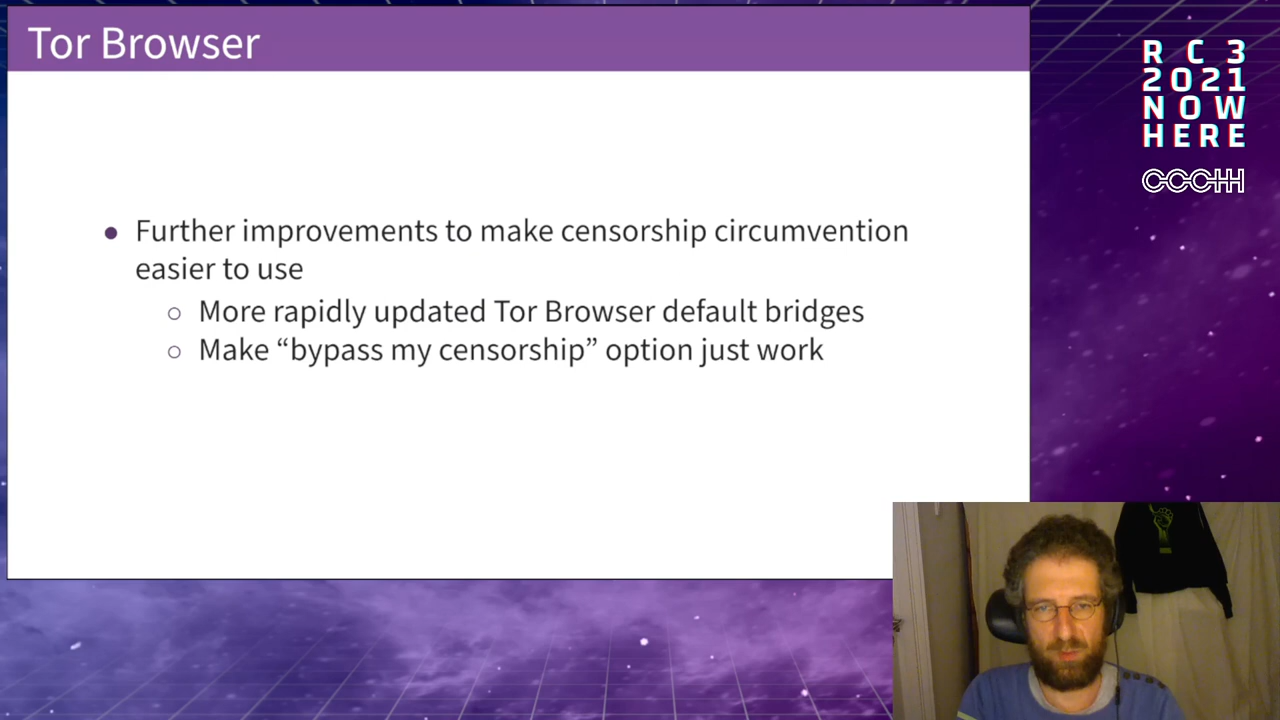 Tor Browser
Further improvements to make censorship circumvention
easier to use
More rapidly updated Tor Browser default bridges
Make “bypass my censorship” option just work
R C 3
2021
NOW
HERE
CCCHH